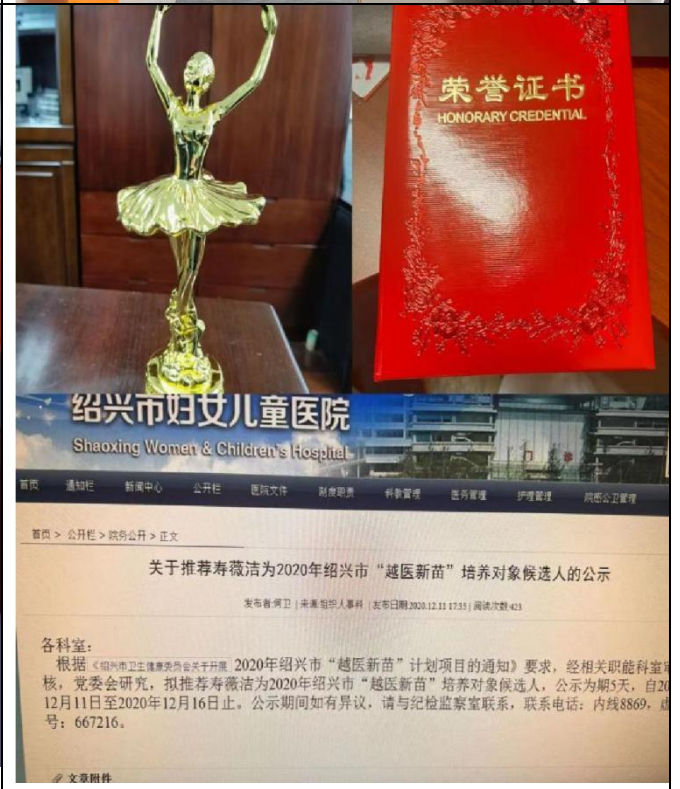 荣誉证书
HONORARY CREDENTIAL
绍兴市妇女儿童医院
Shaoxing Women & Children's Hospital
首页 通知栏 新闻中心 公开栏 医院文件 制度职责 科教管理 医务管理 护理管理 院感公卫管理
首页 > 公开栏 > 院务公开 > 正文
关于推荐寿薇洁为2020年绍兴市“越医新苗”培养对象候选人的公示
发布者:何卫 | 来源:组织人事科 | 发布日期:2020.12.11 17:35 | 阅读次数:423
各科室：
根据《绍兴市卫生健康委员会关于开展 2020年绍兴市“越医新苗”计划项目的通知》要求，经相关职能科室审
核，党委会研究，拟推荐寿薇洁为2020年绍兴市“越医新苗”培养对象候选人，公示为期5天，自20
12月11日至2020年12月16日止。公示期间如有异议，请与纪检监察室联系，联系电话：内线8869，虚
号：667216。
文章附件
门 诊